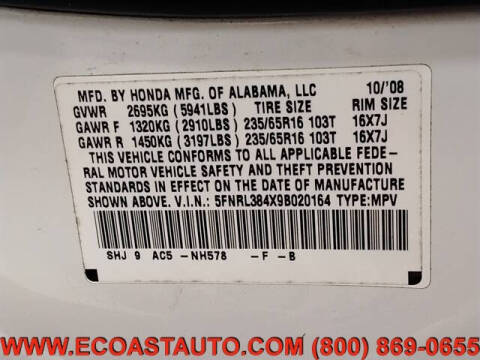 MFD. BY HONDA MFG. OF ALABAMA, LLC 10/'08
GVWR 2695KG (5941LBS) TIRE SIZE RIM SIZE
GAWR F 1320KG (2910LBS) 235/65R16 103T 16X7J
GAWR R 1450KG (3197LBS) 235/65R16 103T 16X7J
THIS VEHICLE CONFORMS TO ALL APPLICABLE FEDE-
RAL MOTOR VEHICLE SAFETY AND THEFT PREVENTION
STANDARDS IN EFFECT ON THE DATE OF MANUFACTURE
SHOWN ABOVE. V.I.N.: 5FNRL384X9B020164 TYPE:MPV
SHJ 9 AC5 -NH578 -F -B
WWW.ECOASTAUTO.COM (800) 869-0655